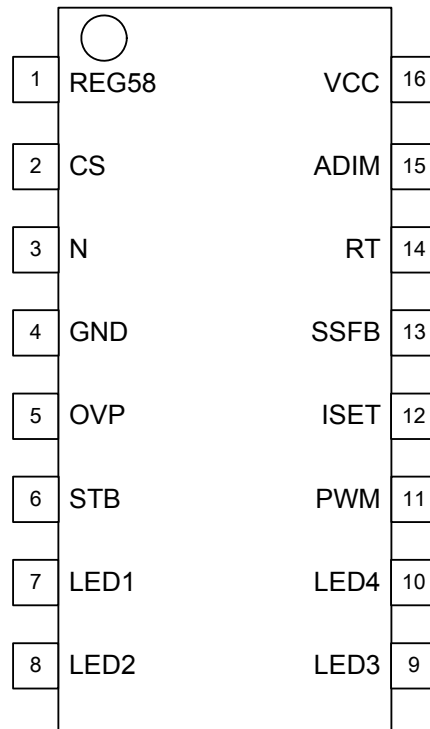 1 REG58 VCC 16
2 CS ADIM 15
3 N RT 14
4 GND SSFB 13
5 OVP ISET 12
6 STB PWM 11
7 LED1 LED4 10
8 LED2 LED3 9